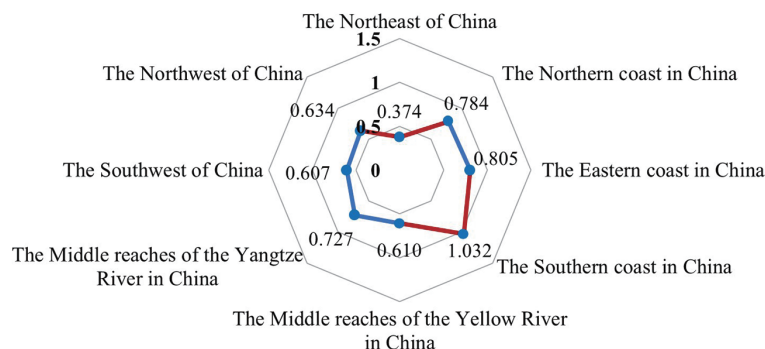 The Northeast of China
1.5
The Northwest of China
The Northern coast in China
1
0.634
0.374
0.784
0.5
0.805
The Southwest of China
0.607
0
The Eastern coast in China
0.727
0.610
1.032
The Middle reaches of the Yangtze
River in China
The Southern coast in China
The Middle reaches of the Yellow River
in China